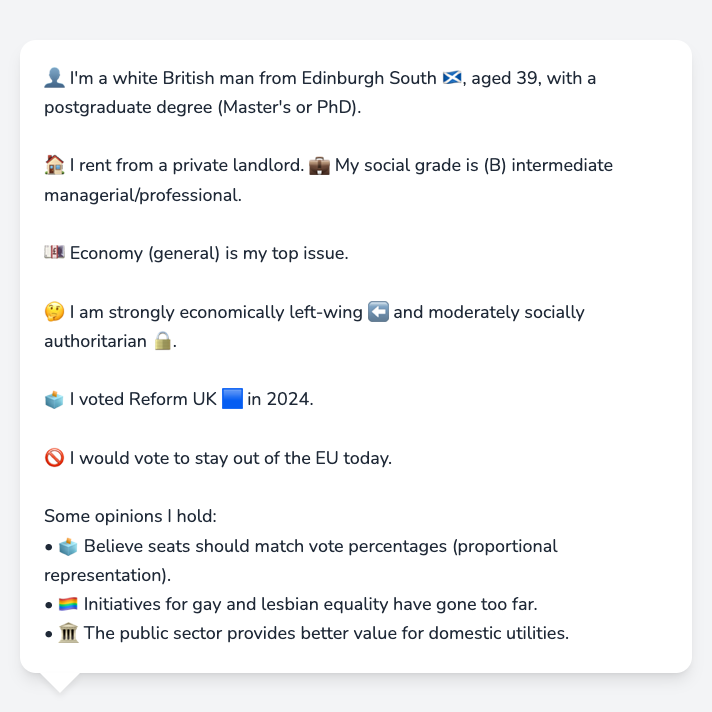 👤 I'm a white British man from Edinburgh South 🏴󠁧󠁢󠁳󠁣󠁴󠁿, aged 39, with a
postgraduate degree (Master's or PhD).
🏠 I rent from a private landlord. 💼 My social grade is (B) intermediate
managerial/professional.
💷 Economy (general) is my top issue.
🤔 I am strongly economically left-wing ⬅️ and moderately socially
authoritarian 🔒.
🗳️ I voted Reform UK 🟦 in 2024.
🚫 I would vote to stay out of the EU today.
Some opinions I hold:
• 🗳️ Believe seats should match vote percentages (proportional
representation).
• 🏳️‍🌈 Initiatives for gay and lesbian equality have gone too far.
• 🏛️ The public sector provides better value for domestic utilities.